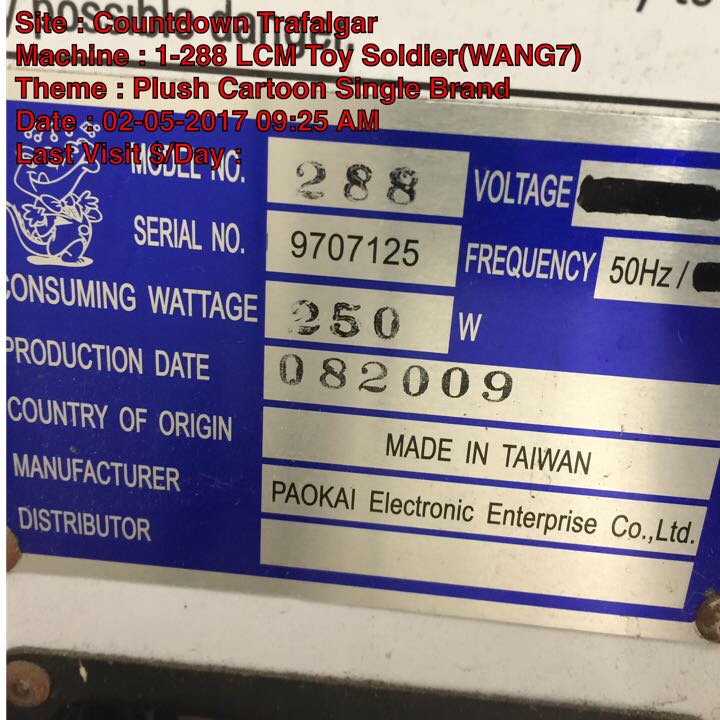 / possible danger.
Site : Countdown Trafalgar
Machine : 1-288 LCM Toy Soldier(WANG7)
Theme : Plush Cartoon Single Brand
Date : 02-05-2017 09:25 AM
Last Visit $/Day :
MODEL NO. 288 VOLTAGE
SERIAL NO. 9707125 FREQUENCY 50Hz /
CONSUMING WATTAGE 250 W
PRODUCTION DATE 082009
COUNTRY OF ORIGIN MADE IN TAIWAN
MANUFACTURER PAOKAI Electronic Enterprise Co.,Ltd.
DISTRIBUTOR